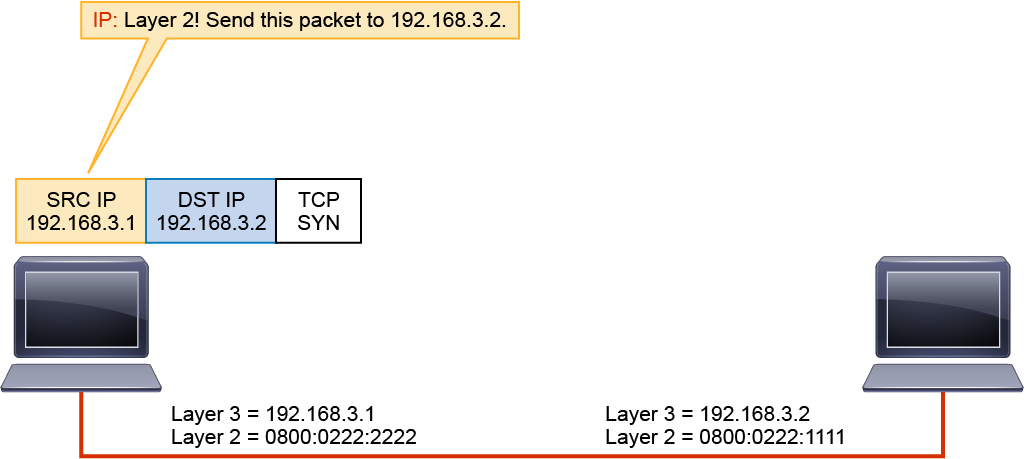 IP: Layer 2! Send this packet to 192.168.3.2.
SRC IP
192.168.3.1
DST IP
192.168.3.2
TCP
SYN
Layer 3 = 192.168.3.1
Layer 2 = 0800:0222:2222
Layer 3 = 192.168.3.2
Layer 2 = 0800:0222:1111